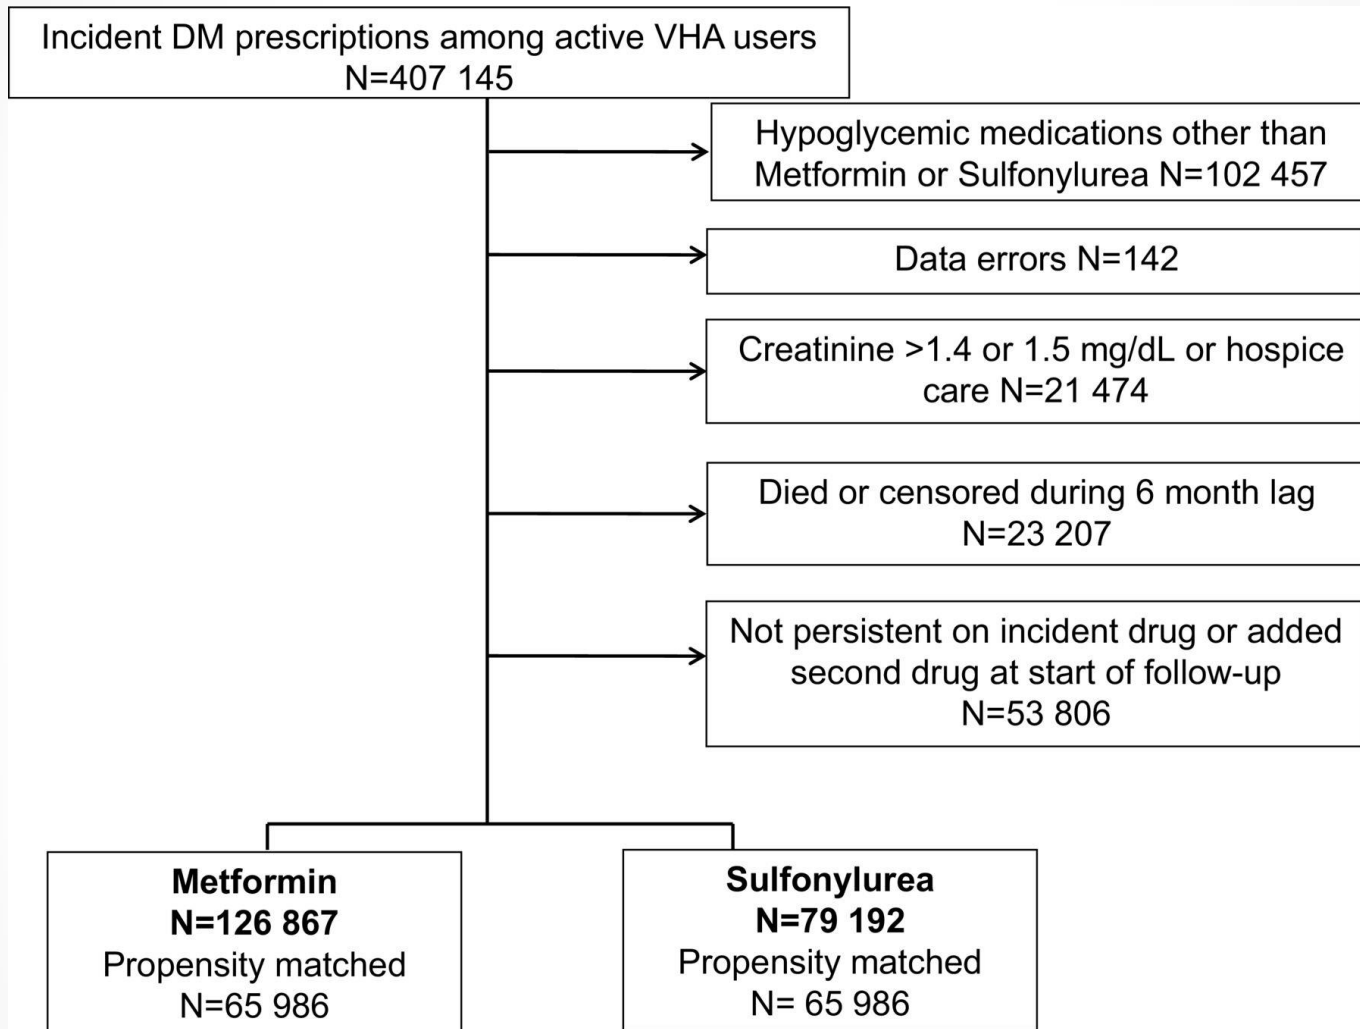 Incident DM prescriptions among active VHA users
N=407 145
Hypoglycemic medications other than
Metformin or Sulfonylurea N=102 457
Data errors N=142
Creatinine >1.4 or 1.5 mg/dL or hospice
care N=21 474
Died or censored during 6 month lag
N=23 207
Not persistent on incident drug or added
second drug at start of follow-up
N=53 806
Metformin
N=126 867
Propensity matched
N=65 986
Sulfonylurea
N=79 192
Propensity matched
N= 65 986